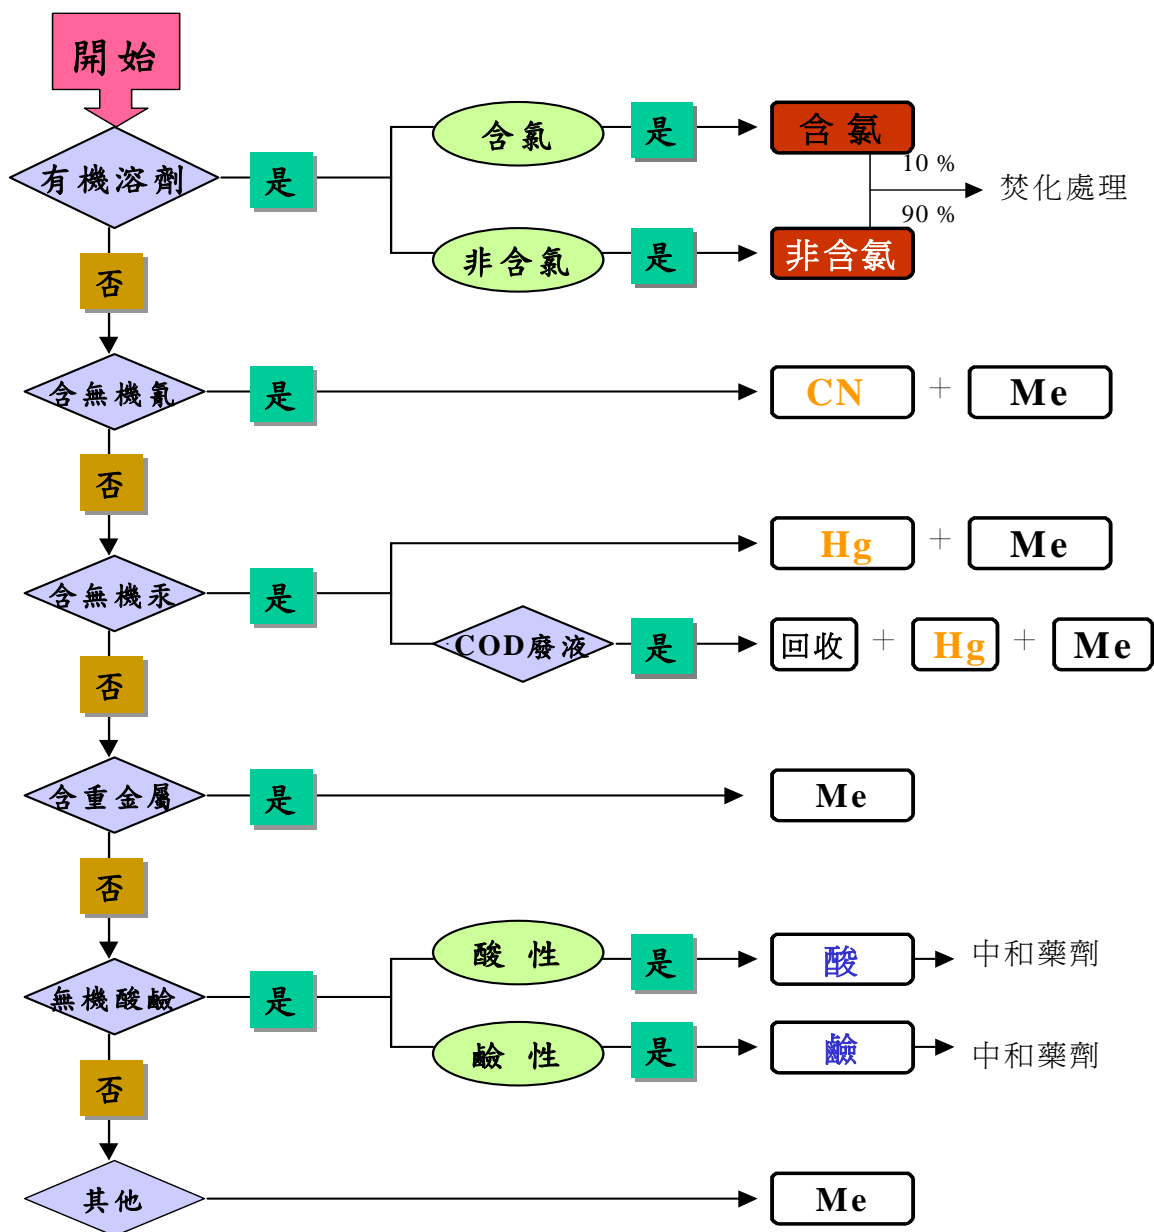 開始
有機溶劑
是
含氯
是
含氯
10 %
90 %
焚化處理
非含氯
是
非含氯
否
含無機氰
是
CN
+
Me
否
含無機汞
是
Hg
+
Me
COD廢液
是
回收
+
Hg
+
Me
否
含重金屬
是
Me
否
無機酸鹼
是
酸性
是
酸
中和藥劑
鹼性
是
鹼
中和藥劑
否
其他
Me